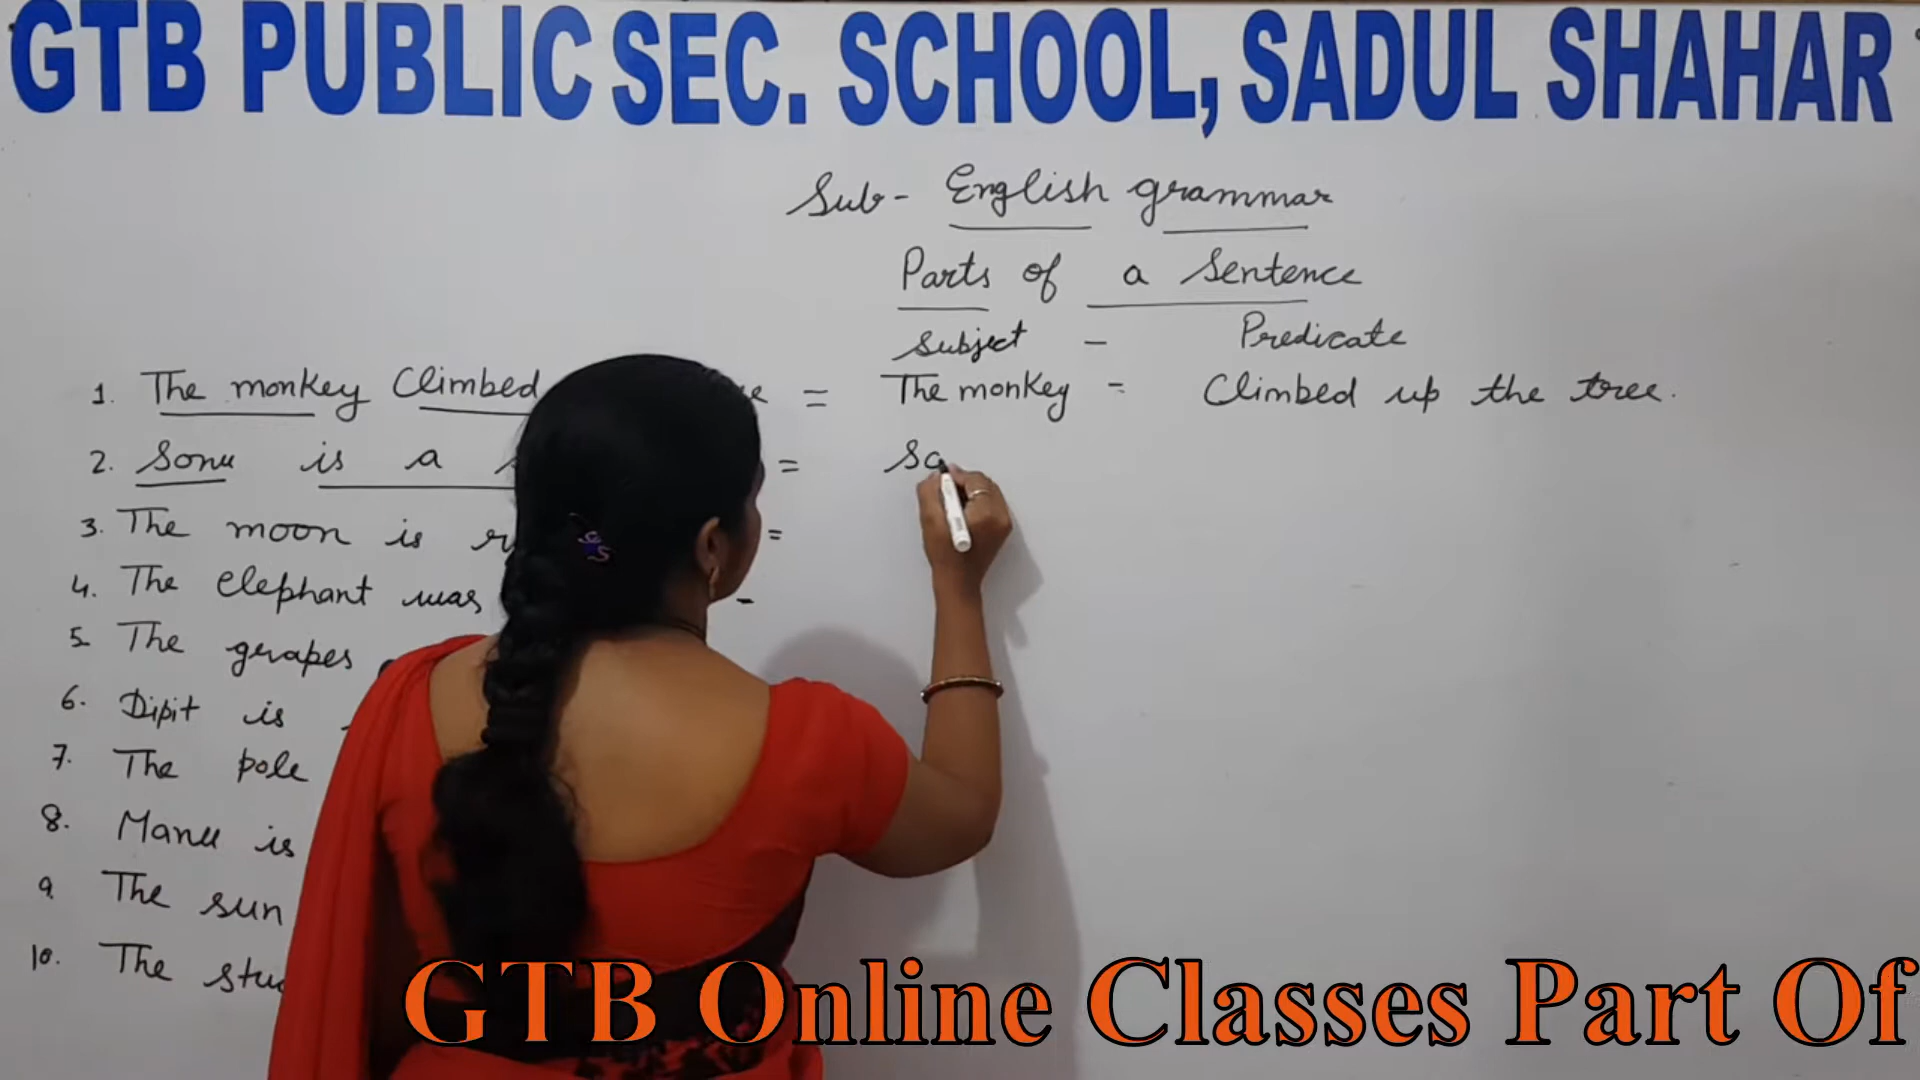 GTB PUBLIC SEC. SCHOOL, SADUL SHAHAR
Sub- English grammar
Parts of a Sentence
Subject - Predicate
1. The monkey Climbed = The monkey - Climbed up the tree.
2. Sonu is a = So
3. The moon is =
4. The elephant was -
5. The grapes
6. Dipit is
7. The pole
8. Manu is
9. The sun
10. The
GTB Online Classes Part Of